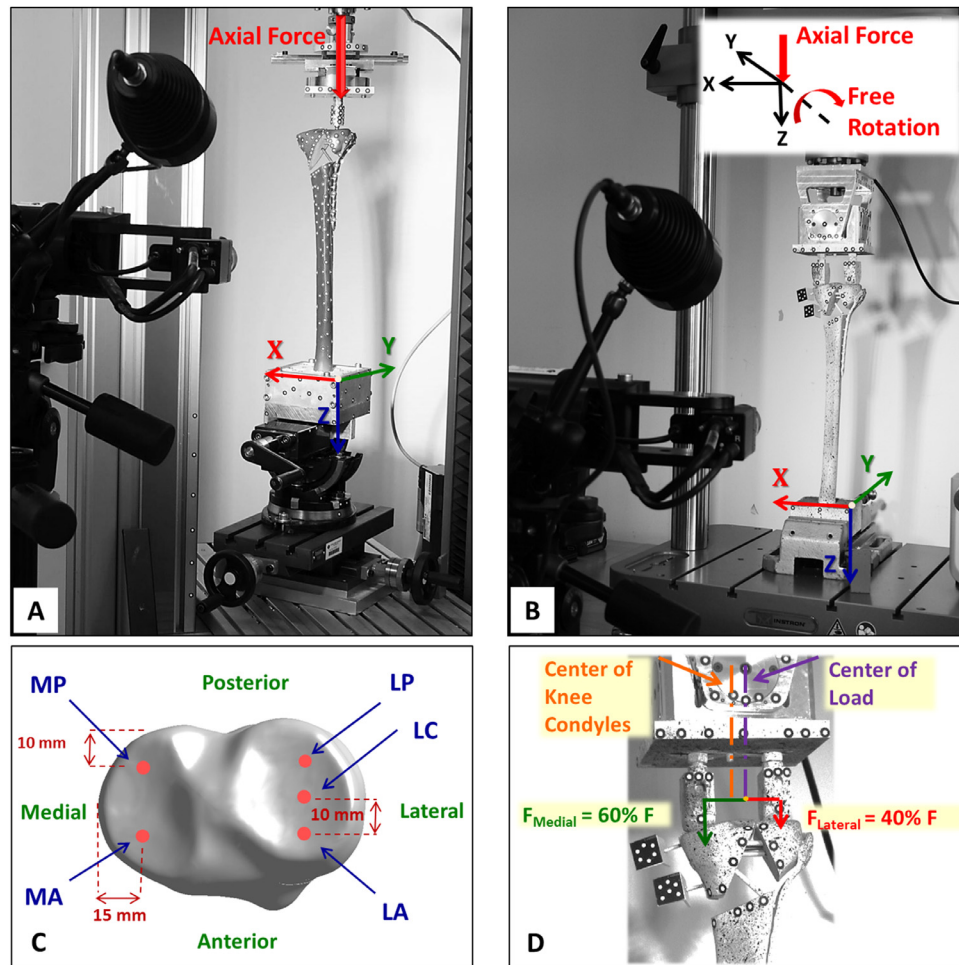 Axial Force
X
Y
Z
A
Y
X
Z
Axial Force
Free
Rotation
X
Y
Z
INSTRON
B
MP
Posterior
LP
LC
10 mm
Medial
Lateral
10 mm
MA
15 mm
LA
C
Anterior
Center of
Knee
Condyles
Center of
Load
F_Medial = 60% F
F_Lateral = 40% F
D